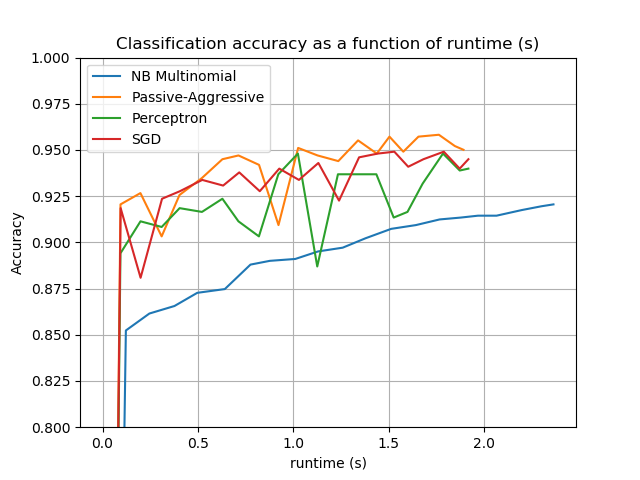 Classification accuracy as a function of runtime (s)
NB Multinomial
Passive-Aggressive
Perceptron
SGD
1.000
0.975
0.950
0.925
0.900
0.875
0.850
0.825
0.800
Accuracy
0.0 0.5 1.0 1.5 2.0
runtime (s)